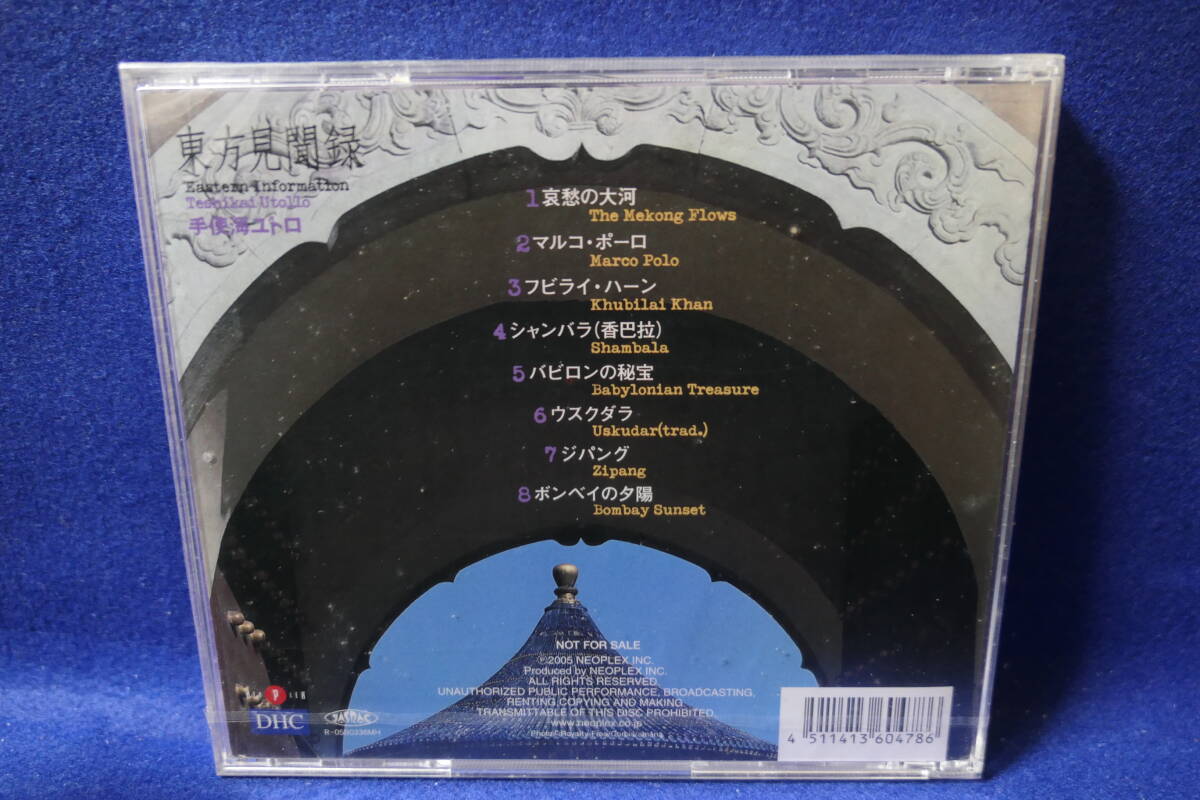 東方見聞録
Eastern Information
Teshikai Utollo
手使海ユトロ
1 哀愁の大河
The Mekong Flows
2 マルコ・ポーロ
Marco Polo
3 フビライ・ハーン
Khubilai Khan
4 シャンバラ(香巴拉)
Shambala
5 バビロンの秘宝
Babylonian Treasure
6 ウスクダラ
Uskudar(trad.)
7 ジパング
Zipang
8 ボンベイの夕陽
Bombay Sunset
NOT FOR SALE
℗2005 NEOPLEX INC.
Produced by NEOPLEX INC.
ALL RIGHTS RESERVED.
UNAUTHORIZED PUBLIC PERFORMANCE, BROADCASTING,
RENTING,COPYING AND MAKING
TRANSMITTABLE OF THIS DISC PROHIBITED.
www.neoplex.co.jp
DHC
JASRAC
4 511413 604786